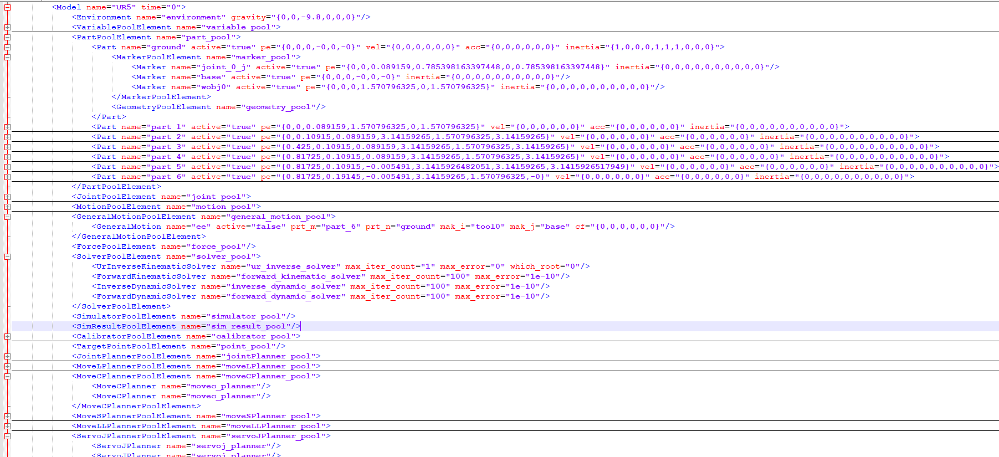 <Model name="UR5" time="0">
<Environment name="environment" gravity="{0,0,-9.8,0,0,0}"/>
<VariablePoolElement name="variable_pool">
<PartPoolElement name="part_pool">
<Part name="ground" active="true" pe="{0,0,0,-0,0,-0}" vel="{0,0,0,0,0,0}" acc="{0,0,0,0,0,0}" inertia="{1,0,0,0,1,1,1,0,0,0}">
<MarkerPoolElement name="marker_pool">
<Marker name="joint_0_j" active="true" pe="{0,0,0.089159,0.785398163397448,0,0.785398163397448}" inertia="{0,0,0,0,0,0,0,0,0,0}"/>
<Marker name="base" active="true" pe="{0,0,0,-0,0,-0}" inertia="{0,0,0,0,0,0,0,0,0,0}"/>
<Marker name="wobj0" active="true" pe="{0,0,0,1.570796325,0,1.570796325}" inertia="{0,0,0,0,0,0,0,0,0,0}"/>
</MarkerPoolElement>
<GeometryPoolElement name="geometry_pool"/>
</Part>
<Part name="part_1" active="true" pe="{0,0,0.089159,1.570796325,0,1.570796325}" vel="{0,0,0,0,0,0}" acc="{0,0,0,0,0,0}" inertia="{0,0,0,0,0,0,0,0,0,0}">
<Part name="part_2" active="true" pe="{0,0.10915,0.089159,3.14159265,1.570796325,3.14159265}" vel="{0,0,0,0,0,0}" acc="{0,0,0,0,0,0}" inertia="{0,0,0,0,0,0,0,0,0,0}">
<Part name="part_3" active="true" pe="{0.425,0.10915,0.089159,3.14159265,1.570796325,3.14159265}" vel="{0,0,0,0,0,0}" acc="{0,0,0,0,0,0}" inertia="{0,0,0,0,0,0,0,0,0,0}">
<Part name="part_4" active="true" pe="{0.81725,0.10915,0.089159,3.14159265,1.570796325,3.14159265}" vel="{0,0,0,0,0,0}" acc="{0,0,0,0,0,0}" inertia="{0,0,0,0,0,0,0,0,0,0}">
<Part name="part_5" active="true" pe="{0.81725,0.10915,-0.005491,3.1415926482051,3.14159265,3.1415926517949}" vel="{0,0,0,0,0,0}" acc="{0,0,0,0,0,0}" inertia="{0,0,0,0,0,0,0,0,0,0}">
<Part name="part_6" active="true" pe="{0.81725,0.19145,-0.005491,3.14159265,1.570796325,-0}" vel="{0,0,0,0,0,0}" acc="{0,0,0,0,0,0}" inertia="{0,0,0,0,0,0,0,0,0,0}">
</PartPoolElement>
<JointPoolElement name="joint_pool">
<MotionPoolElement name="motion_pool">
<GeneralMotionPoolElement name="general_motion_pool">
<GeneralMotion name="ee" active="false" prt_m="part_6" prt_n="ground" mak_i="tool0" mak_j="base" cf="{0,0,0,0,0,0}"/>
</GeneralMotionPoolElement>
<ForcePoolElement name="force_pool"/>
<SolverPoolElement name="solver_pool">
<UrInverseKinematicSolver name="ur_inverse_solver" max_iter_count="1" max_error="0" which_root="0"/>
<ForwardKinematicSolver name="forward_kinematic_solver" max_iter_count="100" max_error="1e-10"/>
<InverseDynamicSolver name="inverse_dynamic_solver" max_iter_count="100" max_error="1e-10"/>
<ForwardDynamicSolver name="forward_dynamic_solver" max_iter_count="100" max_error="1e-10"/>
</SolverPoolElement>
<SimulatorPoolElement name="simulator_pool"/>
<SimResultPoolElement name="sim_result_pool"/>
<CalibratorPoolElement name="calibrator_pool">
<TargetPointPoolElement name="point_pool"/>
<JointPlannerPoolElement name="jointPlanner_pool">
<MoveLPlannerPoolElement name="moveLPlanner_pool">
<MoveCPlannerPoolElement name="moveCPlanner_pool">
<MoveCPlanner name="movec_planner"/>
<MoveCPlanner name="movec_planner"/>
</MoveCPlannerPoolElement>
<MoveSPlannerPoolElement name="moveSPlanner_pool">
<MoveLLPlannerPoolElement name="moveLLPlanner_pool">
<ServoJPlannerPoolElement name="servoJPlanner_pool">
<ServoJPlanner name="servoj_planner"/>
<ServoJPlanner name="servoj_planner"/>